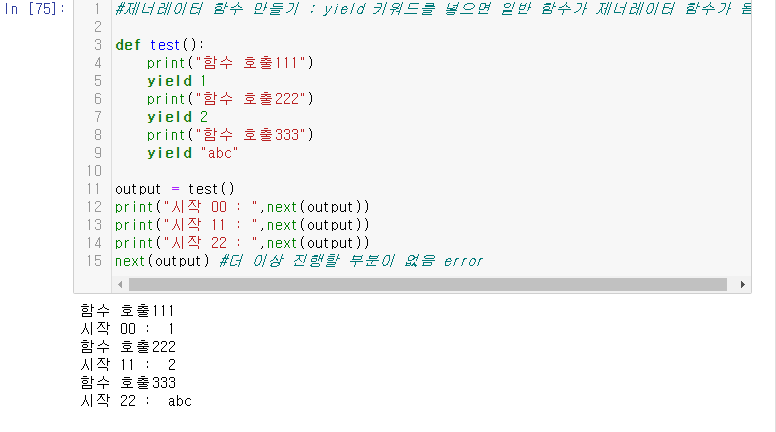 In [75]:
1 #제너레이터 함수 만들기 : yield 키워드를 넣으면 일반 함수가 제너레이터 함수가 됨
2
3 def test():
4     print("함수 호출111")
5     yield 1
6     print("함수 호출222")
7     yield 2
8     print("함수 호출333")
9     yield "abc"
10
11 output = test()
12 print("시작 00 : ",next(output))
13 print("시작 11 : ",next(output))
14 print("시작 22 : ",next(output))
15 next(output) #더 이상 진행할 부분이 없음 error
함수 호출111
시작 00 :  1
함수 호출222
시작 11 :  2
함수 호출333
시작 22 :  abc